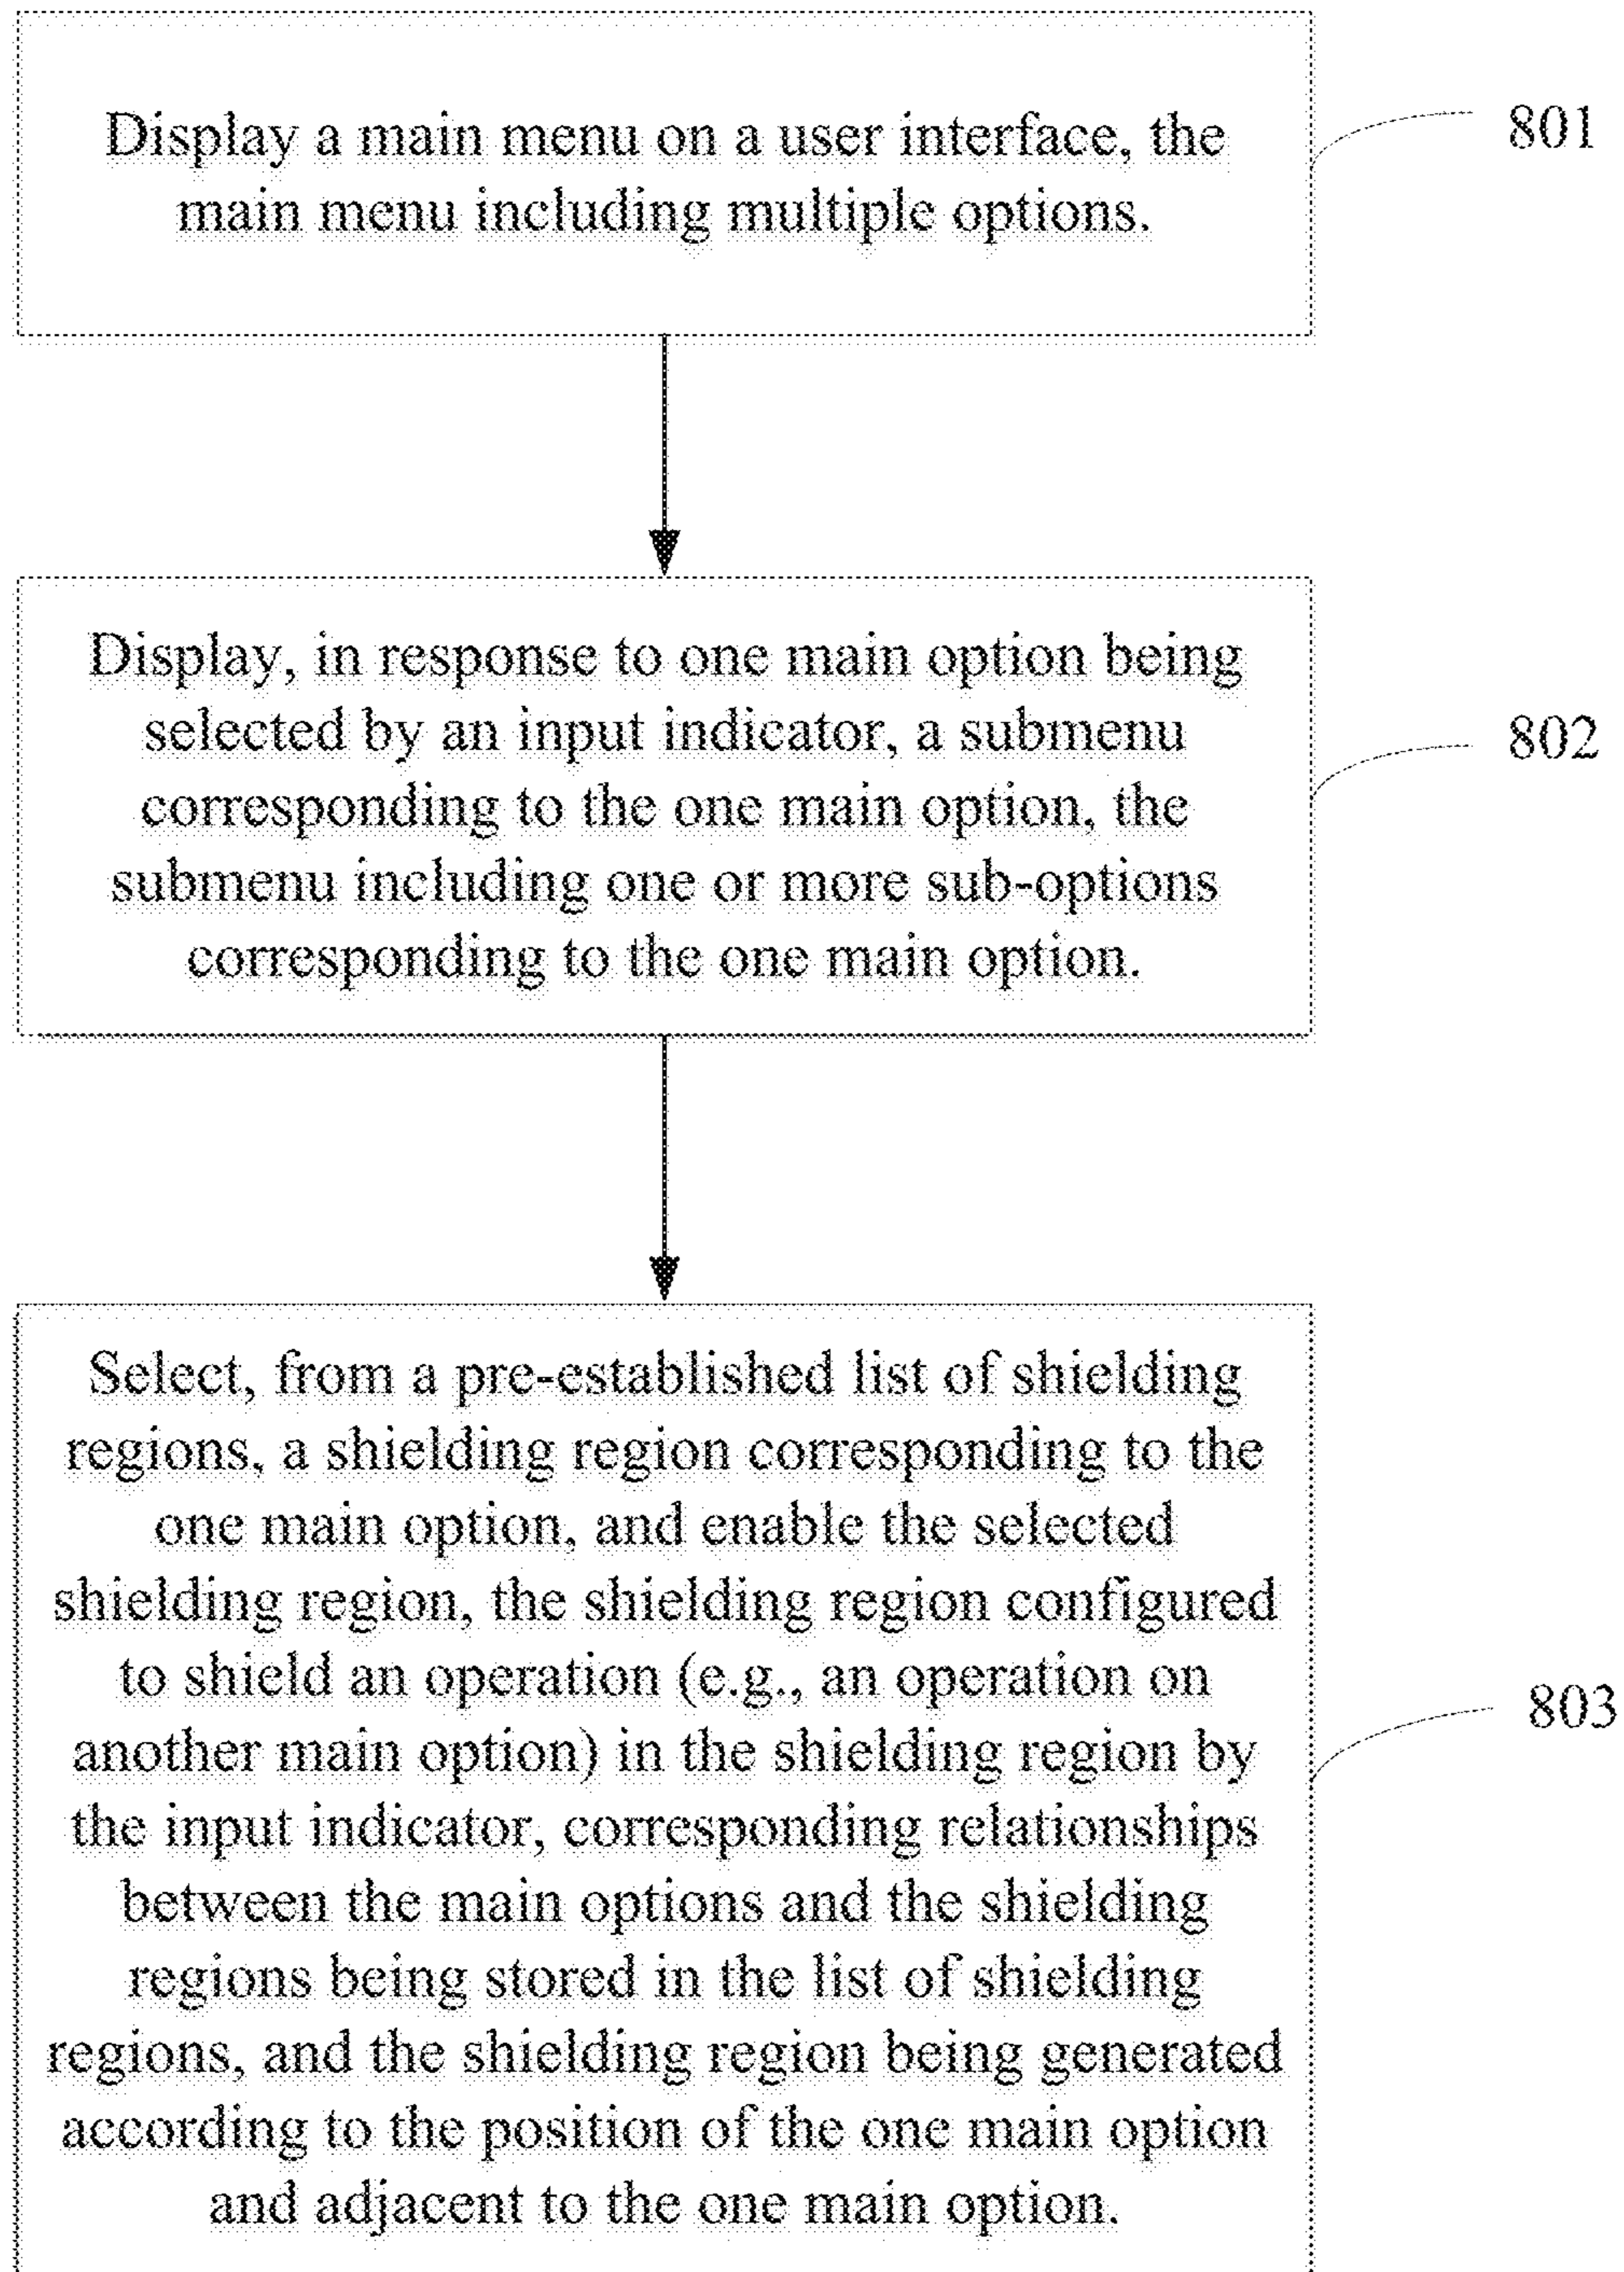 Display a main menu on a user interface, the
main menu including multiple options.
801
Display, in response to one main option being
selected by an input indicator, a submenu
corresponding to the one main option, the
submenu including one or more sub-options
corresponding to the one main option.
802
Select, from a pre-established list of shielding
regions, a shielding region corresponding to the
one main option, and enable the selected
shielding region, the shielding region configured
to shield an operation (e.g., an operation on
another main option) in the shielding region by
the input indicator, corresponding relationships
between the main options and the shielding
regions being stored in the list of shielding
regions, and the shielding region being generated
according to the position of the one main option
and adjacent to the one main option.
803